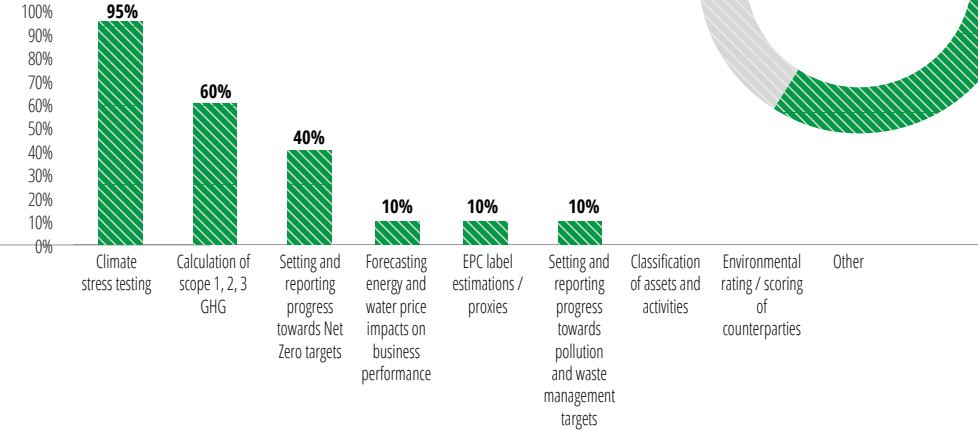 100%
90%
80%
70%
60%
50%
40%
30%
20%
10%
0%
95%
60%
40%
10%
10%
10%
Climate
stress testing
Calculation of
scope 1, 2, 3
GHG
Setting and
reporting
progress
towards Net
Zero targets
Forecasting
energy and
water price
impacts on
business
performance
EPC label
estimations /
proxies
Setting and
reporting
progress
towards
pollution
and waste
management
targets
Classification
of assets and
activities
Environmental
rating / scoring
of
counterparties
Other